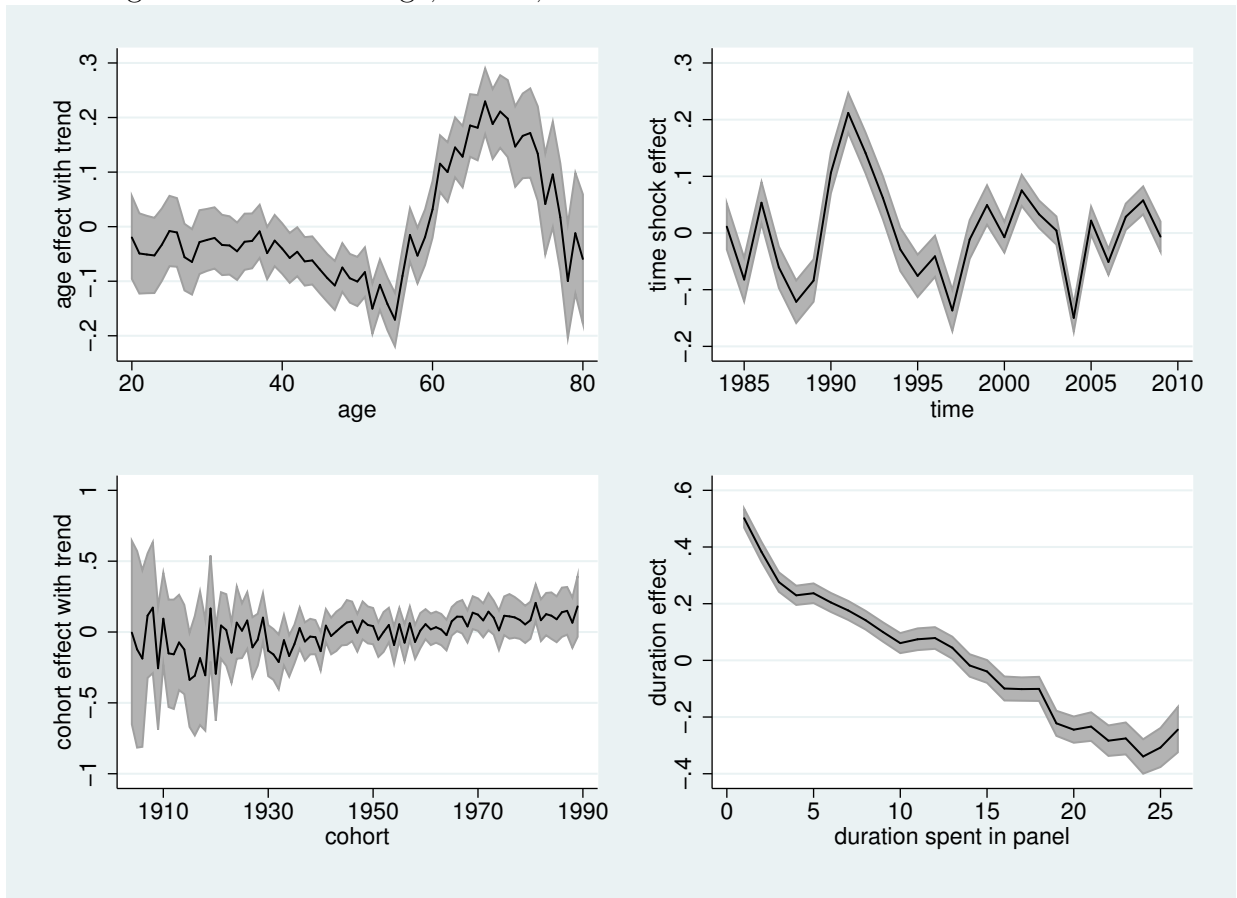 age effect with trend
.3
.2
.1
0
−.1
−.2
20 40 60 80
age
time shock effect
.3
.2
.1
0
−.1
−.2
1985 1990 1995 2000 2005 2010
time
cohort effect with trend
1
.5
0
−.5
−1
1910 1930 1950 1970 1990
cohort
duration effect
.6
.4
.2
0
−.2
−.4
0 5 10 15 20 25
duration spent in panel